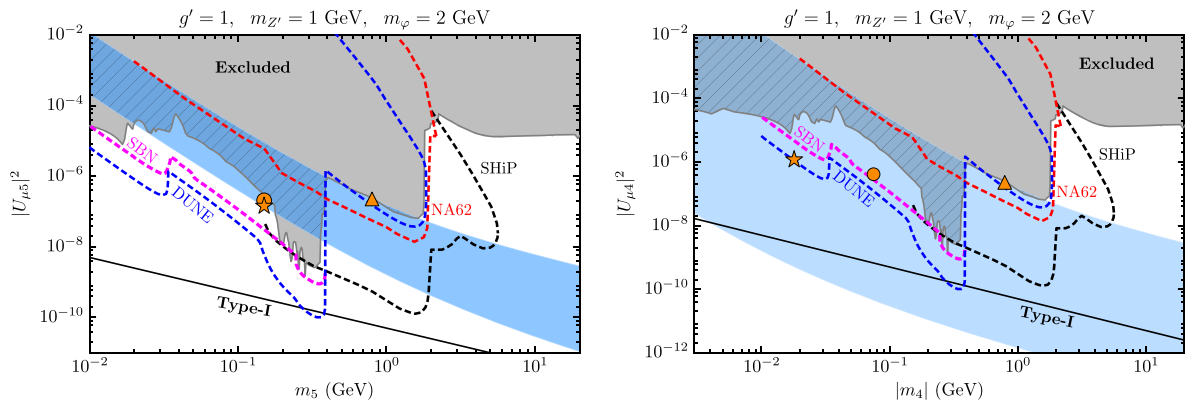 g′ = 1, m_{Z′} = 1 GeV, m_φ = 2 GeV
10^{−2}
10^{−4}
10^{−6}
10^{−8}
10^{−10}
|U_{μ5}|^2
Excluded
SBN
DUNE
SHiP
NA62
Type-I
10^{−2}
10^{−1}
10^0
10^1
m_5 (GeV)
g′ = 1, m_{Z′} = 1 GeV, m_φ = 2 GeV
10^{−2}
10^{−4}
10^{−6}
10^{−8}
10^{−10}
10^{−12}
|U_{μ4}|^2
Excluded
SBN
DUNE
SHiP
NA62
Type-I
10^{−2}
10^{−1}
10^0
10^1
|m_4| (GeV)